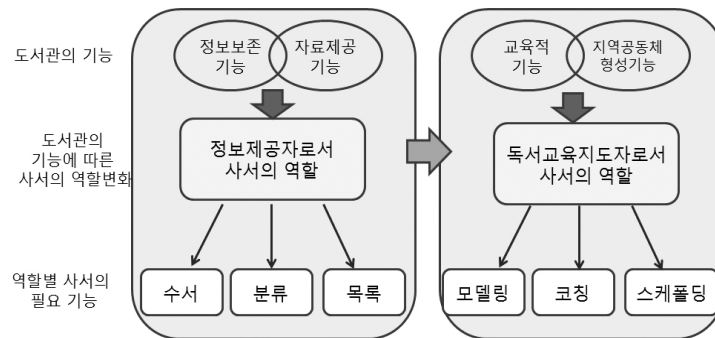 도서관의 기능
정보보존
기능
자료제공
기능
교육적
기능
지역공동체
형성기능
도서관의
기능에 따른
사서의 역할변화
정보제공자로서
사서의 역할
독서교육지도자로서
사서의 역할
역할별 사서의
필요 기능
수서
분류
목록
모델링
코칭
스케폴딩